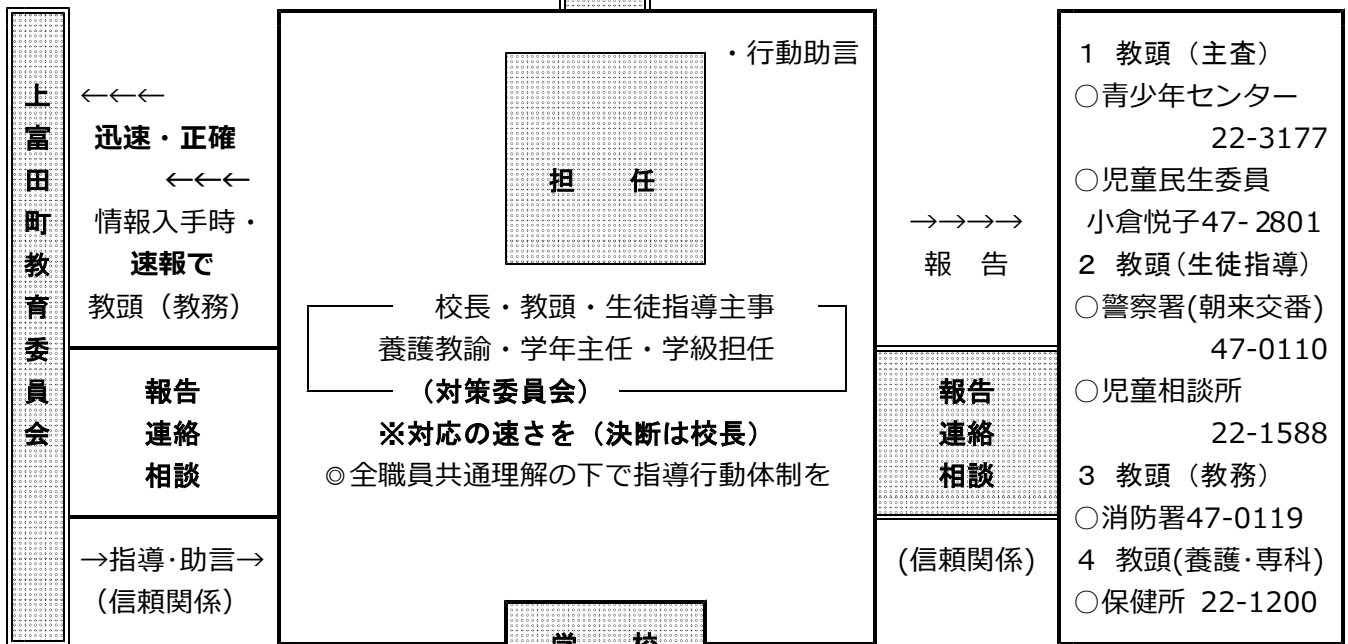 上富田町教育委員会
←←←
迅速・正確
←←←
情報入手時・
速報で
教頭（教務）
報告
連絡
相談
→指導・助言→
（信頼関係）
・行動助言
担　任
校長・教頭・生徒指導主事
養護教諭・学年主任・学級担任
（対策委員会）
※対応の速さを（決断は校長）
◎全職員共通理解の下で指導行動体制を
→→→→
報　告
報告
連絡
相談
(信頼関係)
１ 教頭（主査）
○青少年センター
22-3177
○児童民生委員
小倉悦子47-2801
２ 教頭(生徒指導)
○警察署(朝来交番)
47-0110
○児童相談所
22-1588
３ 教頭（教務）
○消防署47-0119
４ 教頭(養護・専科)
○保健所 22-1200